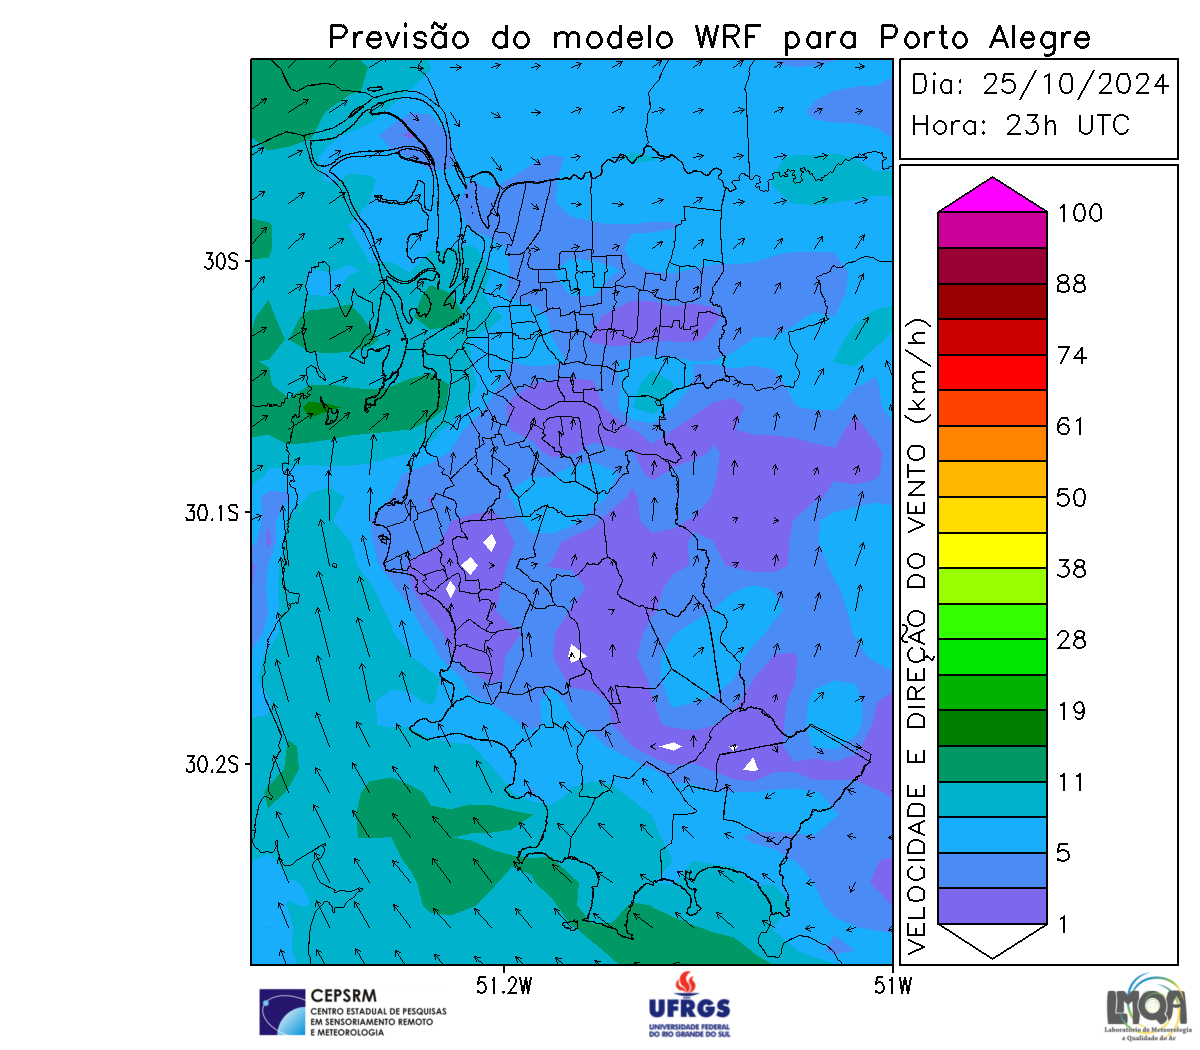 Previsão do modelo WRF para Porto Alegre
Dia: 25/10/2024
Hora: 23h UTC
30S
30.1S
30.2S
51.2W
51W
VELOCIDADE E DIREÇÃO DO VENTO (km/h)
100
88
74
61
50
38
28
19
11
5
1
CEPSRM
CENTRO ESTADUAL DE PESQUISAS
EM SENSORIAMENTO REMOTO
E METEOROLOGIA
UFRGS
UNIVERSIDADE FEDERAL
DO RIO GRANDE DO SUL
LMQA
Laboratório de Meteorologia
e Qualidade do Ar